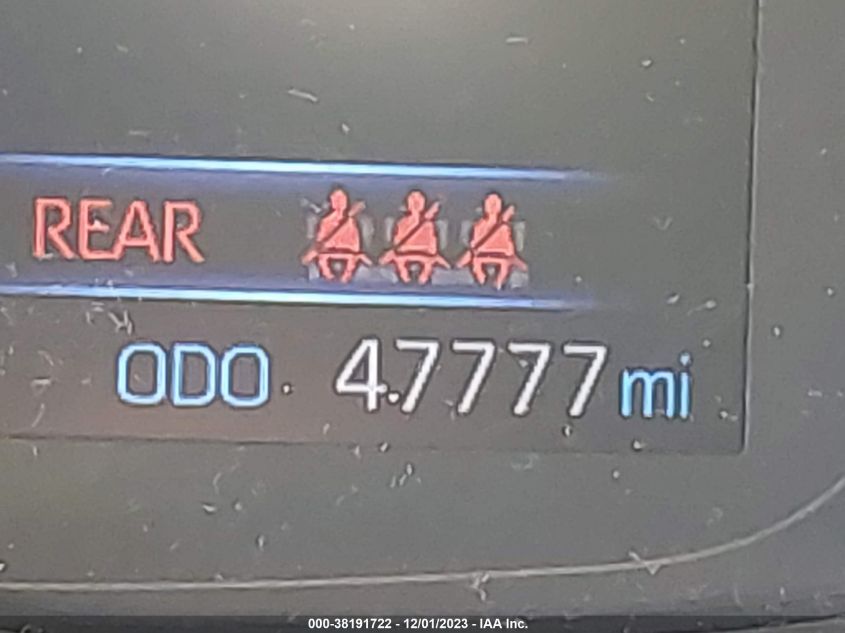 REAR
ODO 47777 mi
000-38191722 - 12/01/2023 - IAA Inc.